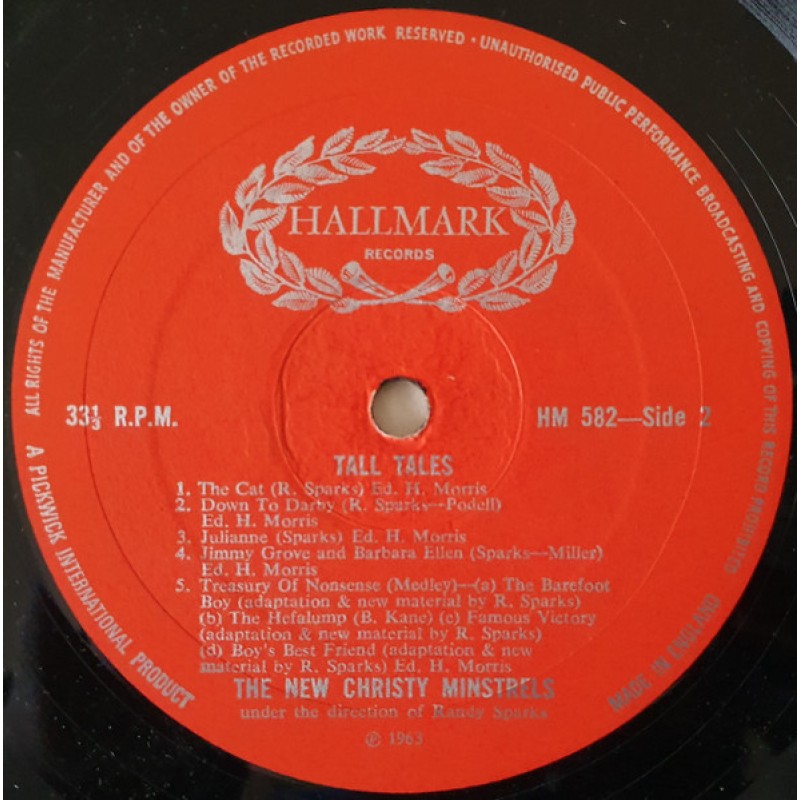 ALL RIGHTS OF THE MANUFACTURER AND OF THE OWNER OF THE RECORDED WORK RESERVED · UNAUTHORISED PUBLIC PERFORMANCE BROADCASTING AND COPYING OF THIS RECORD PROHIBITED
HALLMARK
RECORDS
33⅓ R.P.M.
HM 582—Side 2
TALL TALES
1. The Cat (R. Sparks) Ed. H. Morris
2. Down To Darby (R. Sparks—Podell)
Ed. H. Morris
3. Julianne (Sparks) Ed. H. Morris
4. Jimmy Grove and Barbara Ellen (Sparks—Miller)
Ed. H. Morris
5. Treasury Of Nonsense (Medley)—(a) The Barefoot
Boy (adaptation & new material by R. Sparks)
(b) The Hefalump (B. Kane) (c) Famous Victory
(adaptation & new material by R. Sparks)
(d) Boy's Best Friend (adaptation & new
material by R. Sparks) Ed. H. Morris
THE NEW CHRISTY MINSTRELS
under the direction of Randy Sparks
℗ 1963
A PICKWICK INTERNATIONAL PRODUCT
MADE IN ENGLAND